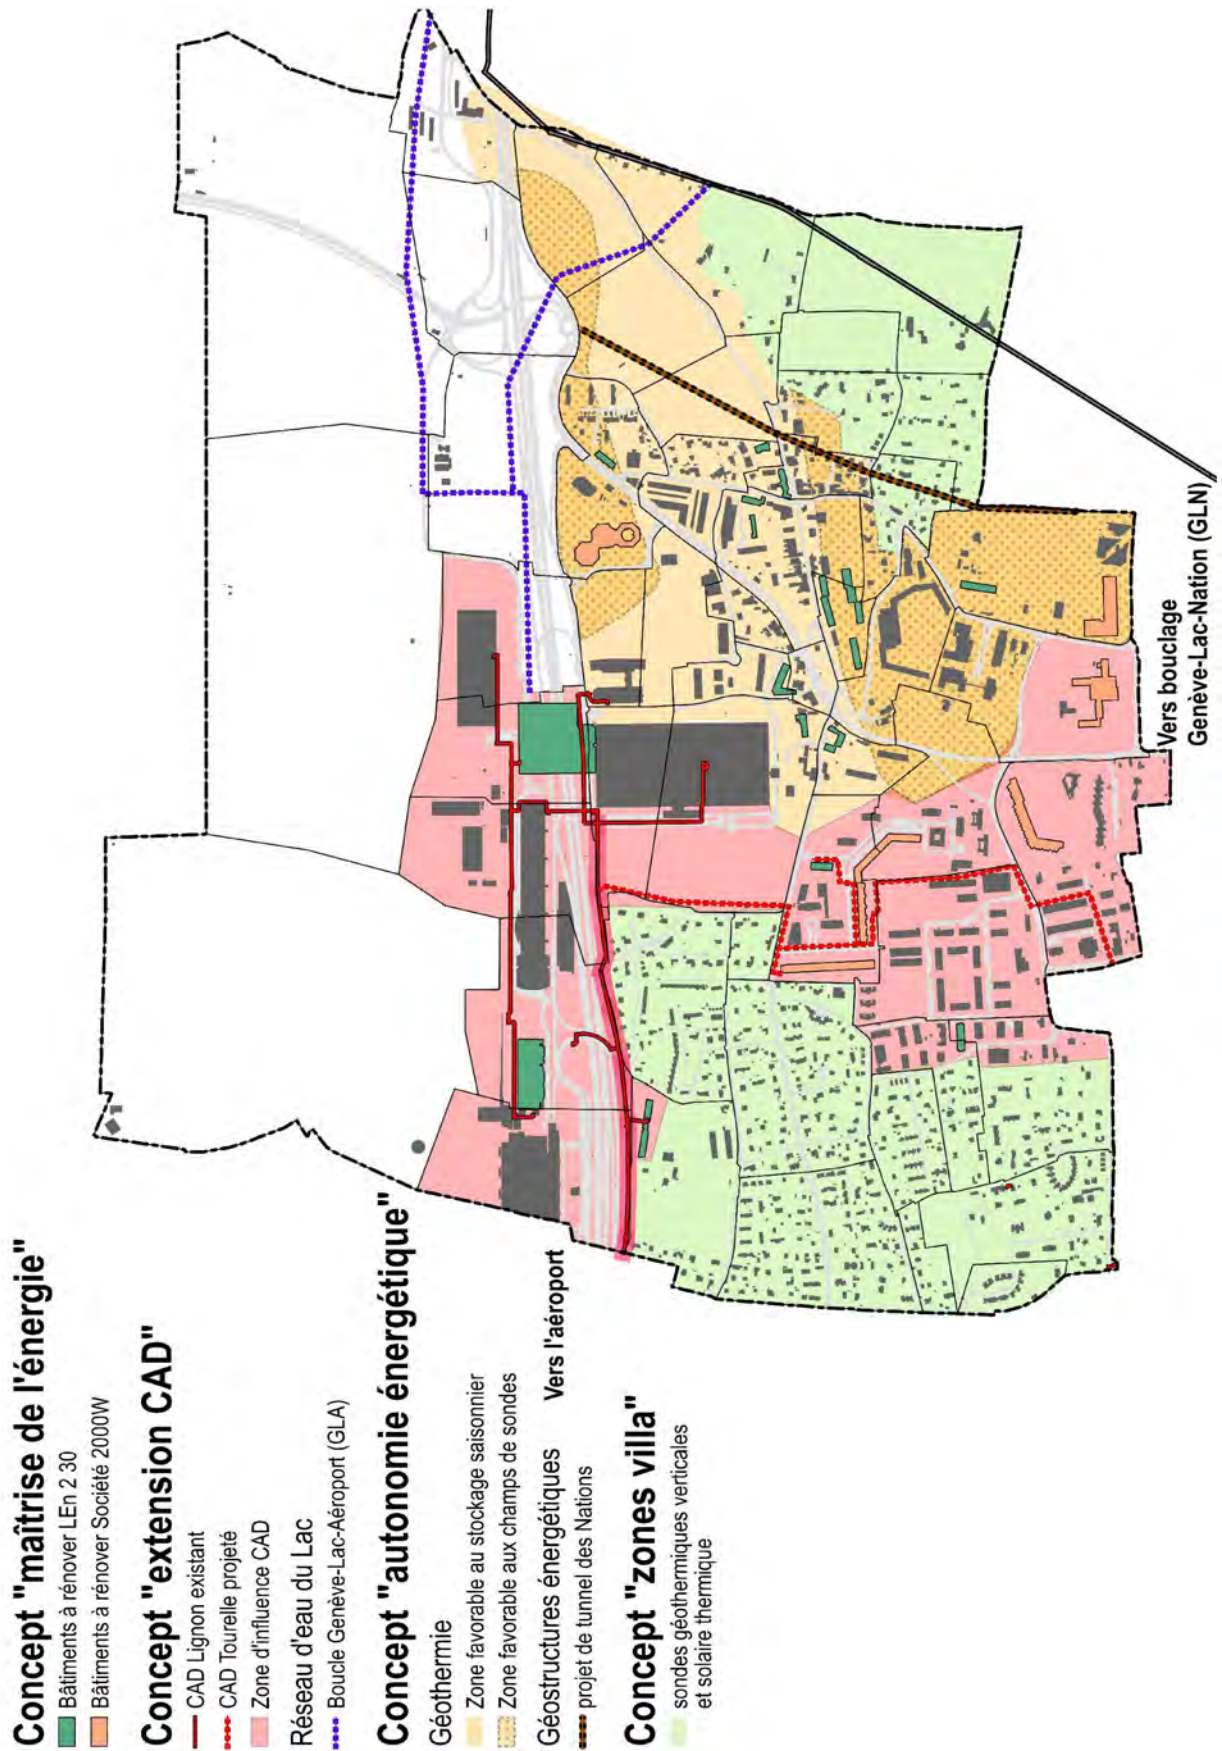 Concept "maîtrise de l'énergie"
Bâtiments à rénover LEn 2 30
Bâtiments à rénover Société 2000W
Concept "extension CAD"
CAD Lignon existant
CAD Tourelle projeté
Zone d'influence CAD
Réseau d'eau du Lac
Boucle Genève-Lac-Aéroport (GLA)
Concept "autonomie énergétique"
Géothermie
Zone favorable au stockage saisonnier
Zone favorable aux champs de sondes
Géostructures énergétiques
projet de tunnel des Nations
Concept "zones villa"
sondes géothermiques verticales
et solaire thermique
Vers l'aéroport
Vers bouclage
Genève-Lac-Nation (GLN)